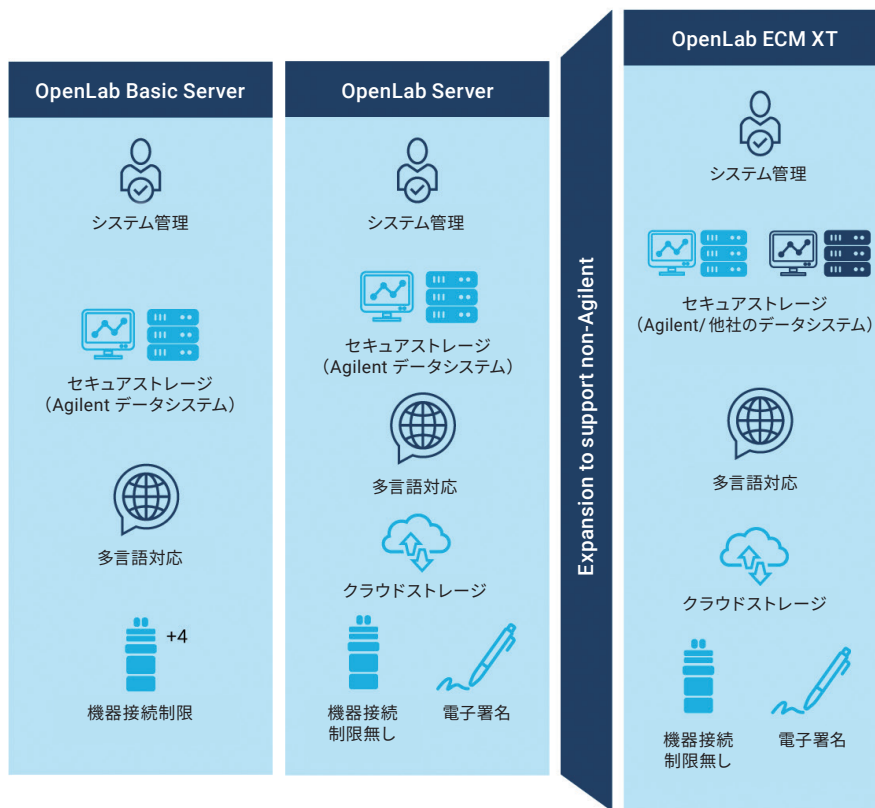 OpenLab Basic Server
システム管理
セキュアストレージ
（Agilent データシステム）
多言語対応
+4
機器接続制限
OpenLab Server
システム管理
セキュアストレージ
（Agilent データシステム）
多言語対応
クラウドストレージ
機器接続
制限無し
電子署名
Expansion to support non-Agilent
OpenLab ECM XT
システム管理
セキュアストレージ
（Agilent/ 他社のデータシステム）
多言語対応
クラウドストレージ
機器接続
制限無し
電子署名